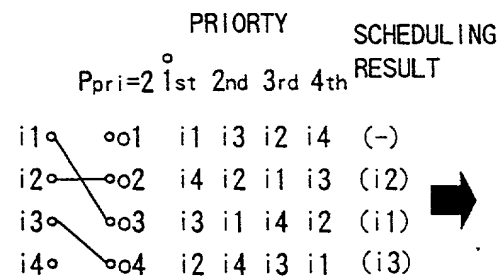 PRIORTY
SCHEDULING
RESULT
Ppri=2 1st 2nd 3rd 4th
i1 o1 i1 i3 i2 i4 (-)
i2 o2 i4 i2 i1 i3 (i2)
i3 o3 i3 i1 i4 i2 (i1)
i4 o4 i2 i4 i3 i1 (i3)